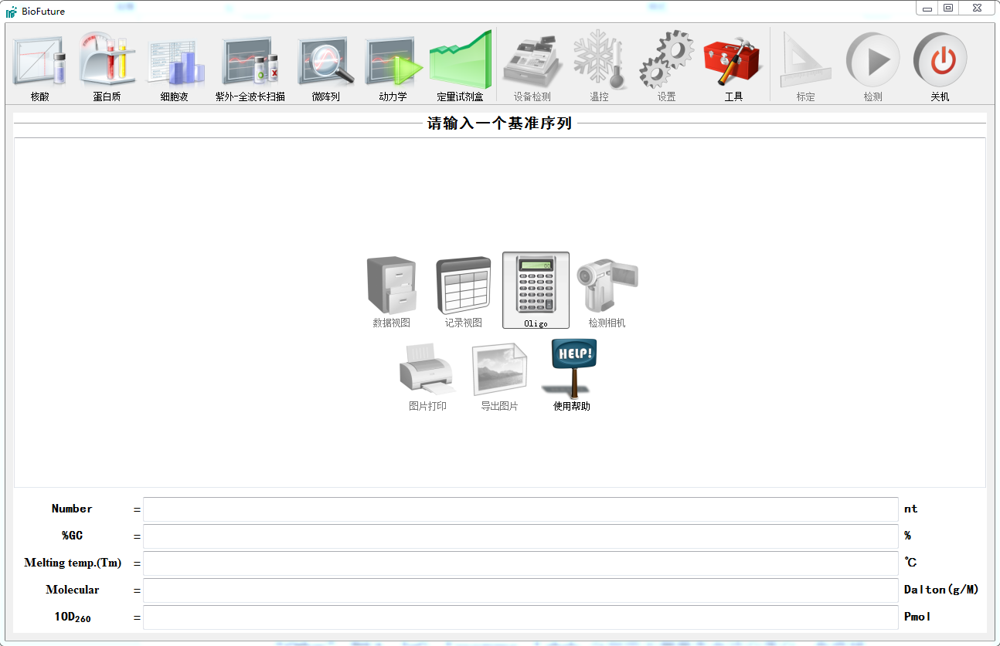 BioFuture
核酸
蛋白质
细胞液
紫外-全波长扫描
微阵列
动力学
定量试剂盒
设备检测
温控
设置
工具
标定
检测
关机
请输入一个基准序列
数据视图
记录视图
Oligo
检测相机
图片打印
导出图片
HELP!
使用帮助
Number = nt
%GC = %
Melting temp.(Tm) = ℃
Molecular = Dalton(g/M)
1OD260 = Pmol